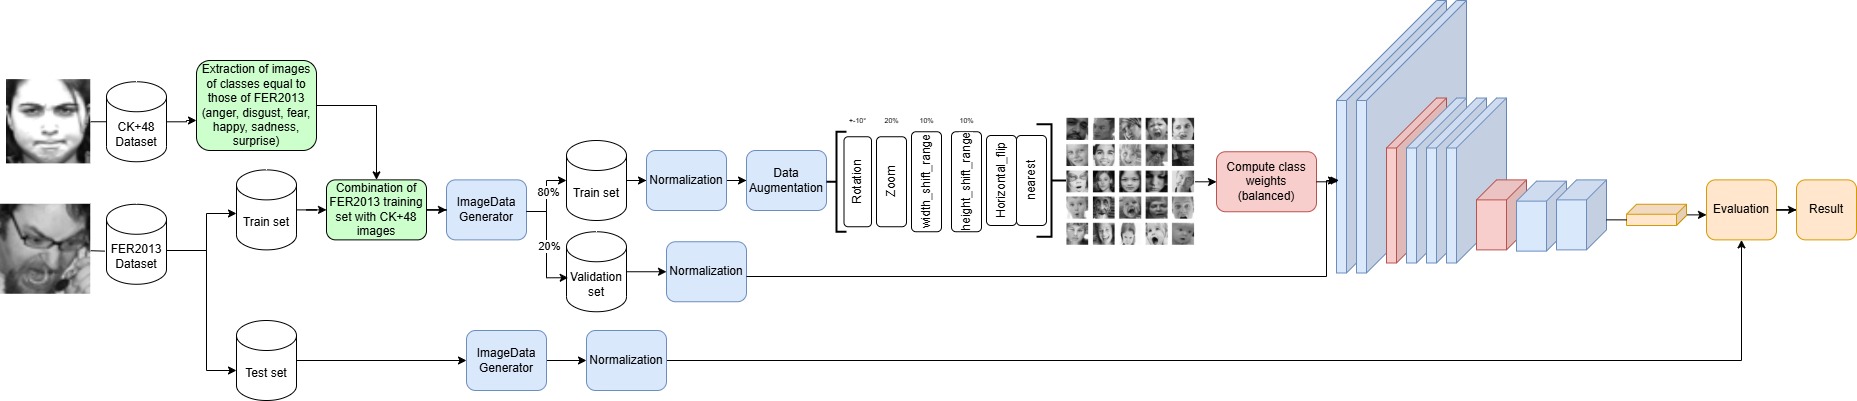 CK+48
Dataset
Extraction of images
of classes equal to
those of FER2013
(anger, disgust, fear,
happy, sadness,
surprise)
FER2013
Dataset
Train set
Test set
Combination of
FER2013 training
set with CK+48
images
ImageData
Generator
80%
20%
Train set
Validation
set
Normalization
Data
Augmentation
Normalization
+-10°
20%
10%
10%
Rotation
Zoom
width_shift_range
height_shift_range
Horizontal_flip
nearest
Compute class
weights
(balanced)
Evaluation
Result
ImageData
Generator
Normalization